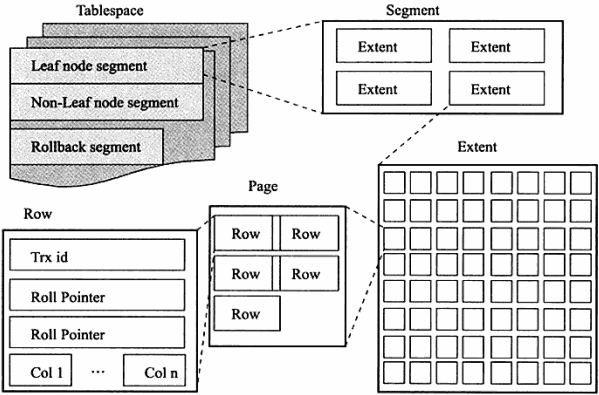 Tablespace
Leaf node segment
Non-Leaf node segment
Rollback segment
Segment
Extent Extent
Extent Extent
Extent
Page
Row Row
Row Row
Row
Row
Trx id
Roll Pointer
Roll Pointer
Col 1 ... Col n